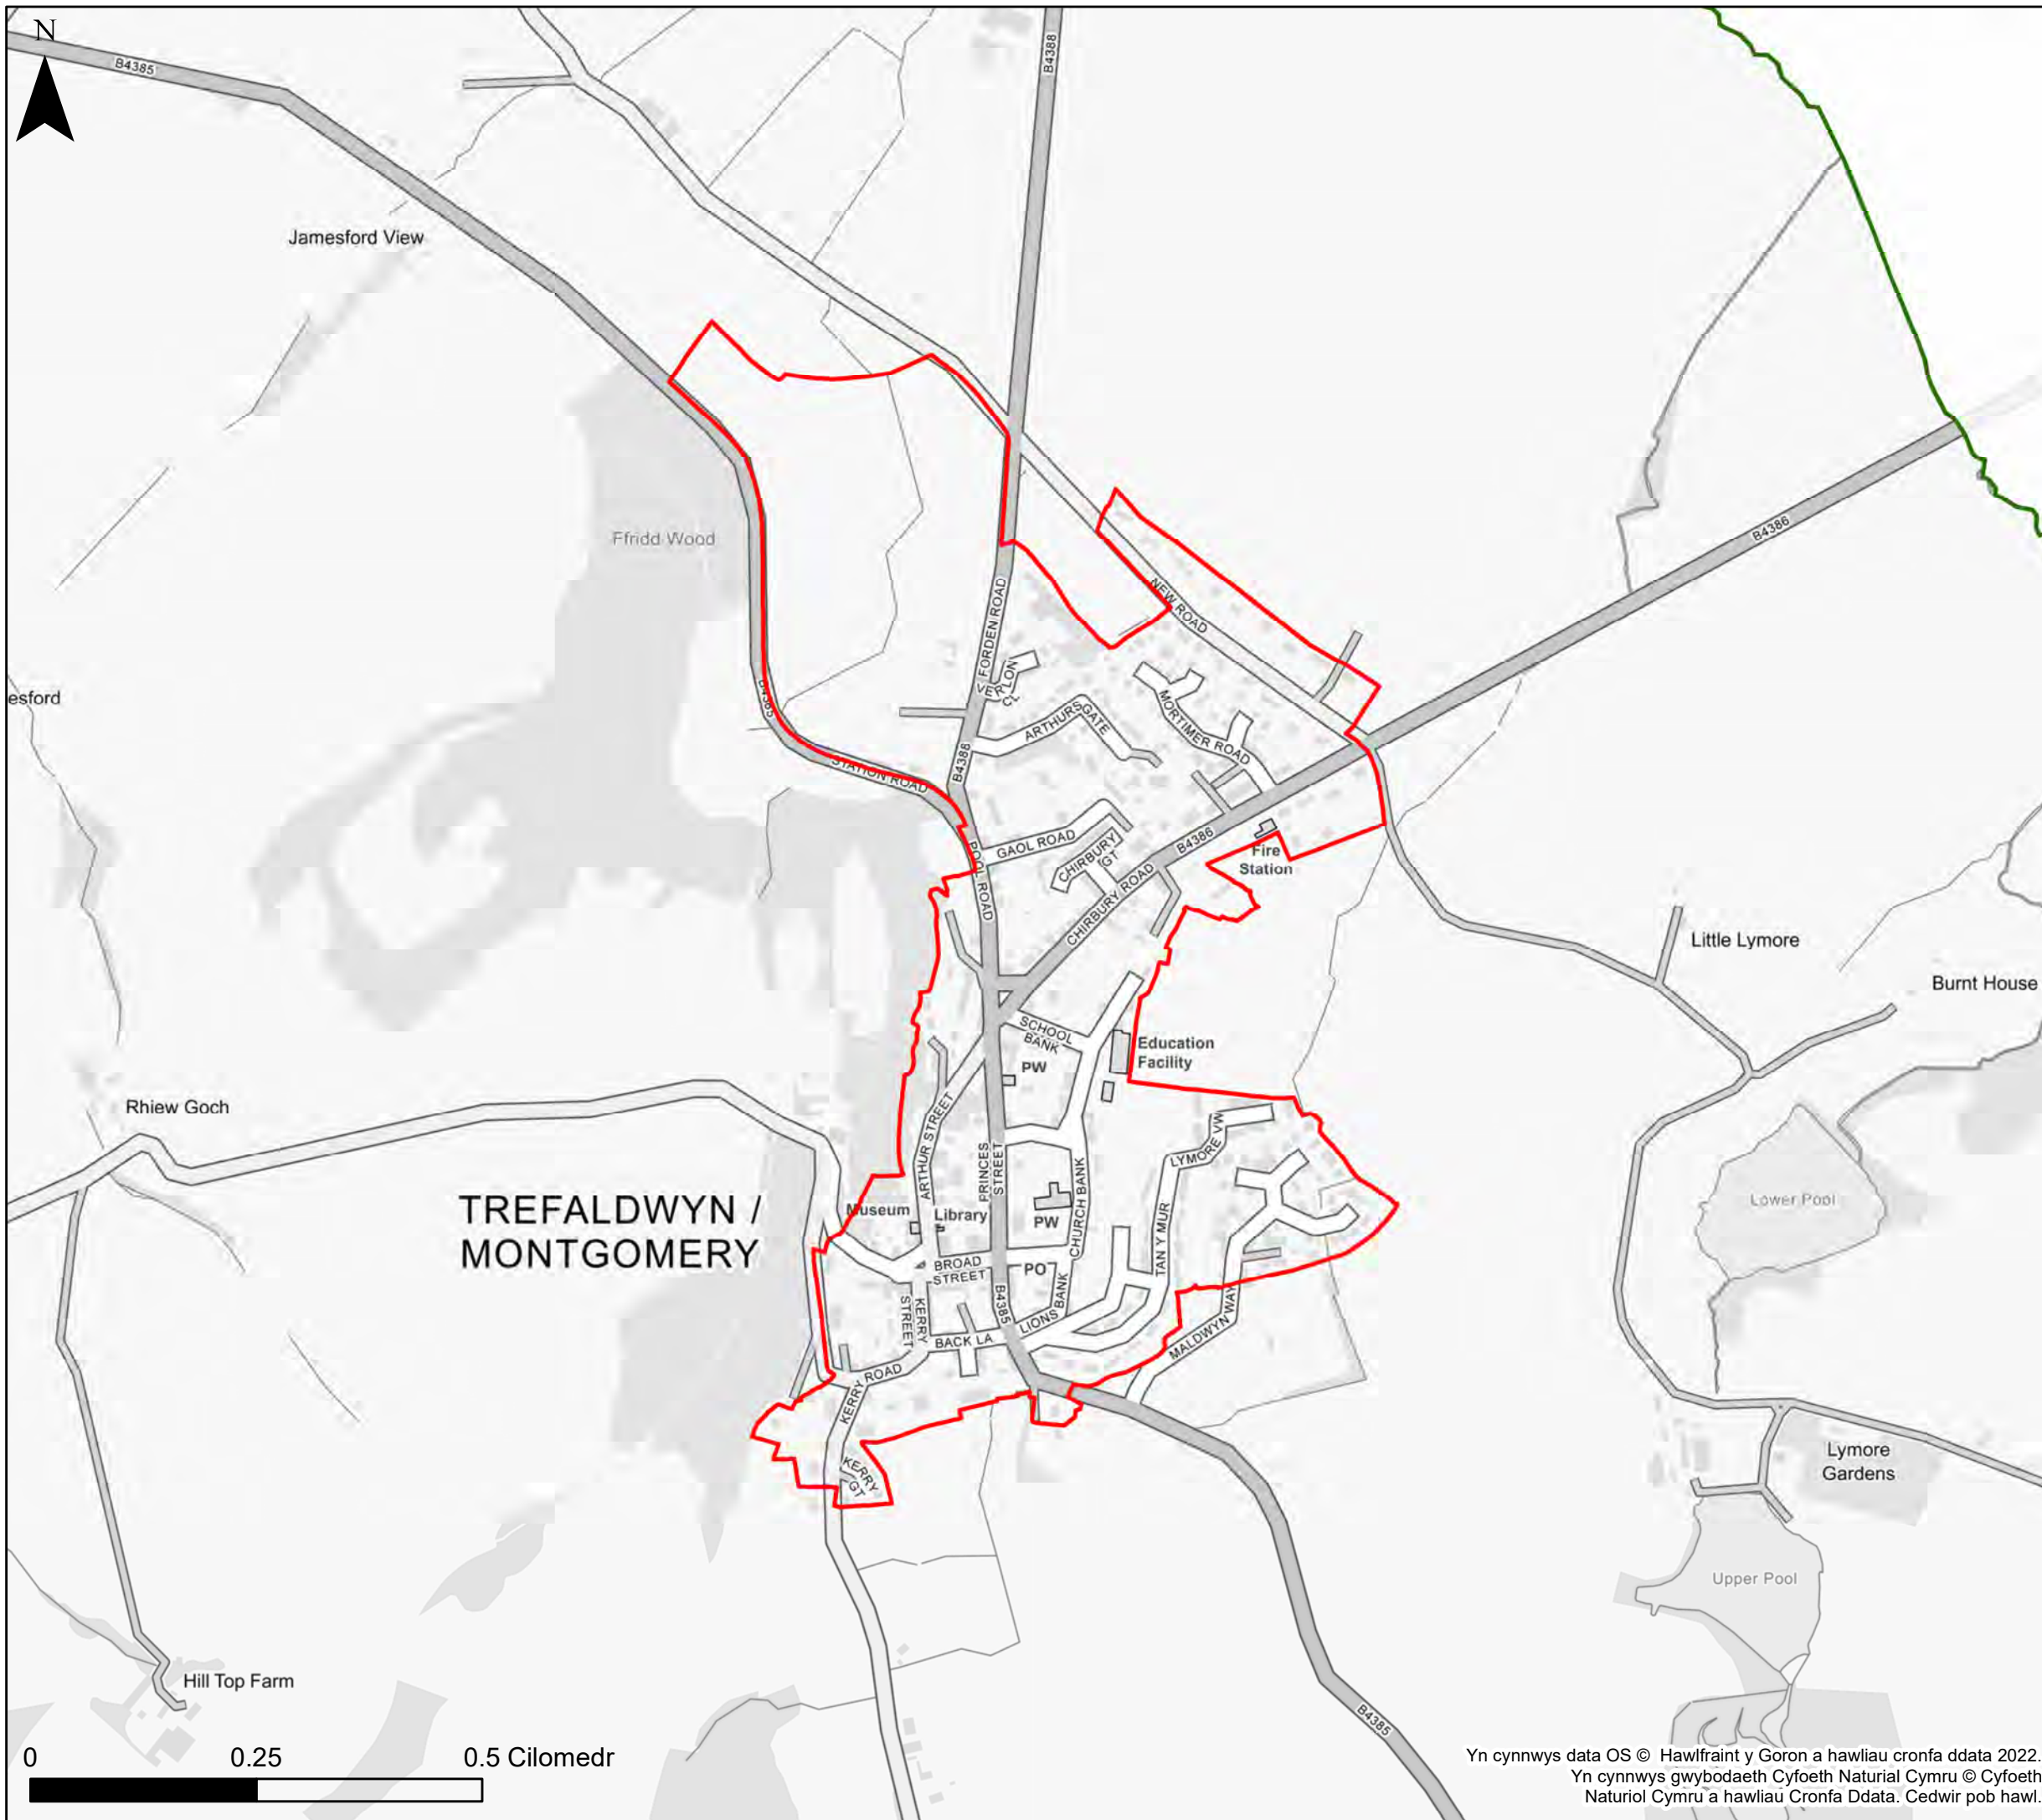 N
B4385
B4388
Jamesford View
Ffridd Wood
B4386
NEW ROAD
FORDEN ROAD
VERLON
CL
esford
ARTHURS
GATE
MORTIMER ROAD
B4385
B4388
STATION ROAD
POOL ROAD
GAOL ROAD
CHIRBURY
GT
B4386
CHIRBURY ROAD
Fire
Station
Little Lymore
Burnt House
SCHOOL
BANK
Education
Facility
PW
Rhiew Goch
ARTHUR STREET
PRINCES
STREET
CHURCH BANK
LYMORE VW
TAN Y MUR
Lower Pool
TREFALDWYN /
MONTGOMERY
Museum
Library
PW
BROAD
STREET
PO
KERRY
STREET
B4385
LIONS
BANK
BACK LA
MALDWYN WAY
KERRY ROAD
KERRY
GT
Lymore
Gardens
Upper Pool
Hill Top Farm
B4385
0 0.25 0.5 Cilomedr
Yn cynnwys data OS © Hawlfraint y Goron a hawliau cronfa ddata 2022.
Yn cynnwys gwybodaeth Cyfoeth Naturial Cymru © Cyfoeth
Naturiol Cymru a hawliau Cronfa Ddata. Cedwir pob hawl.